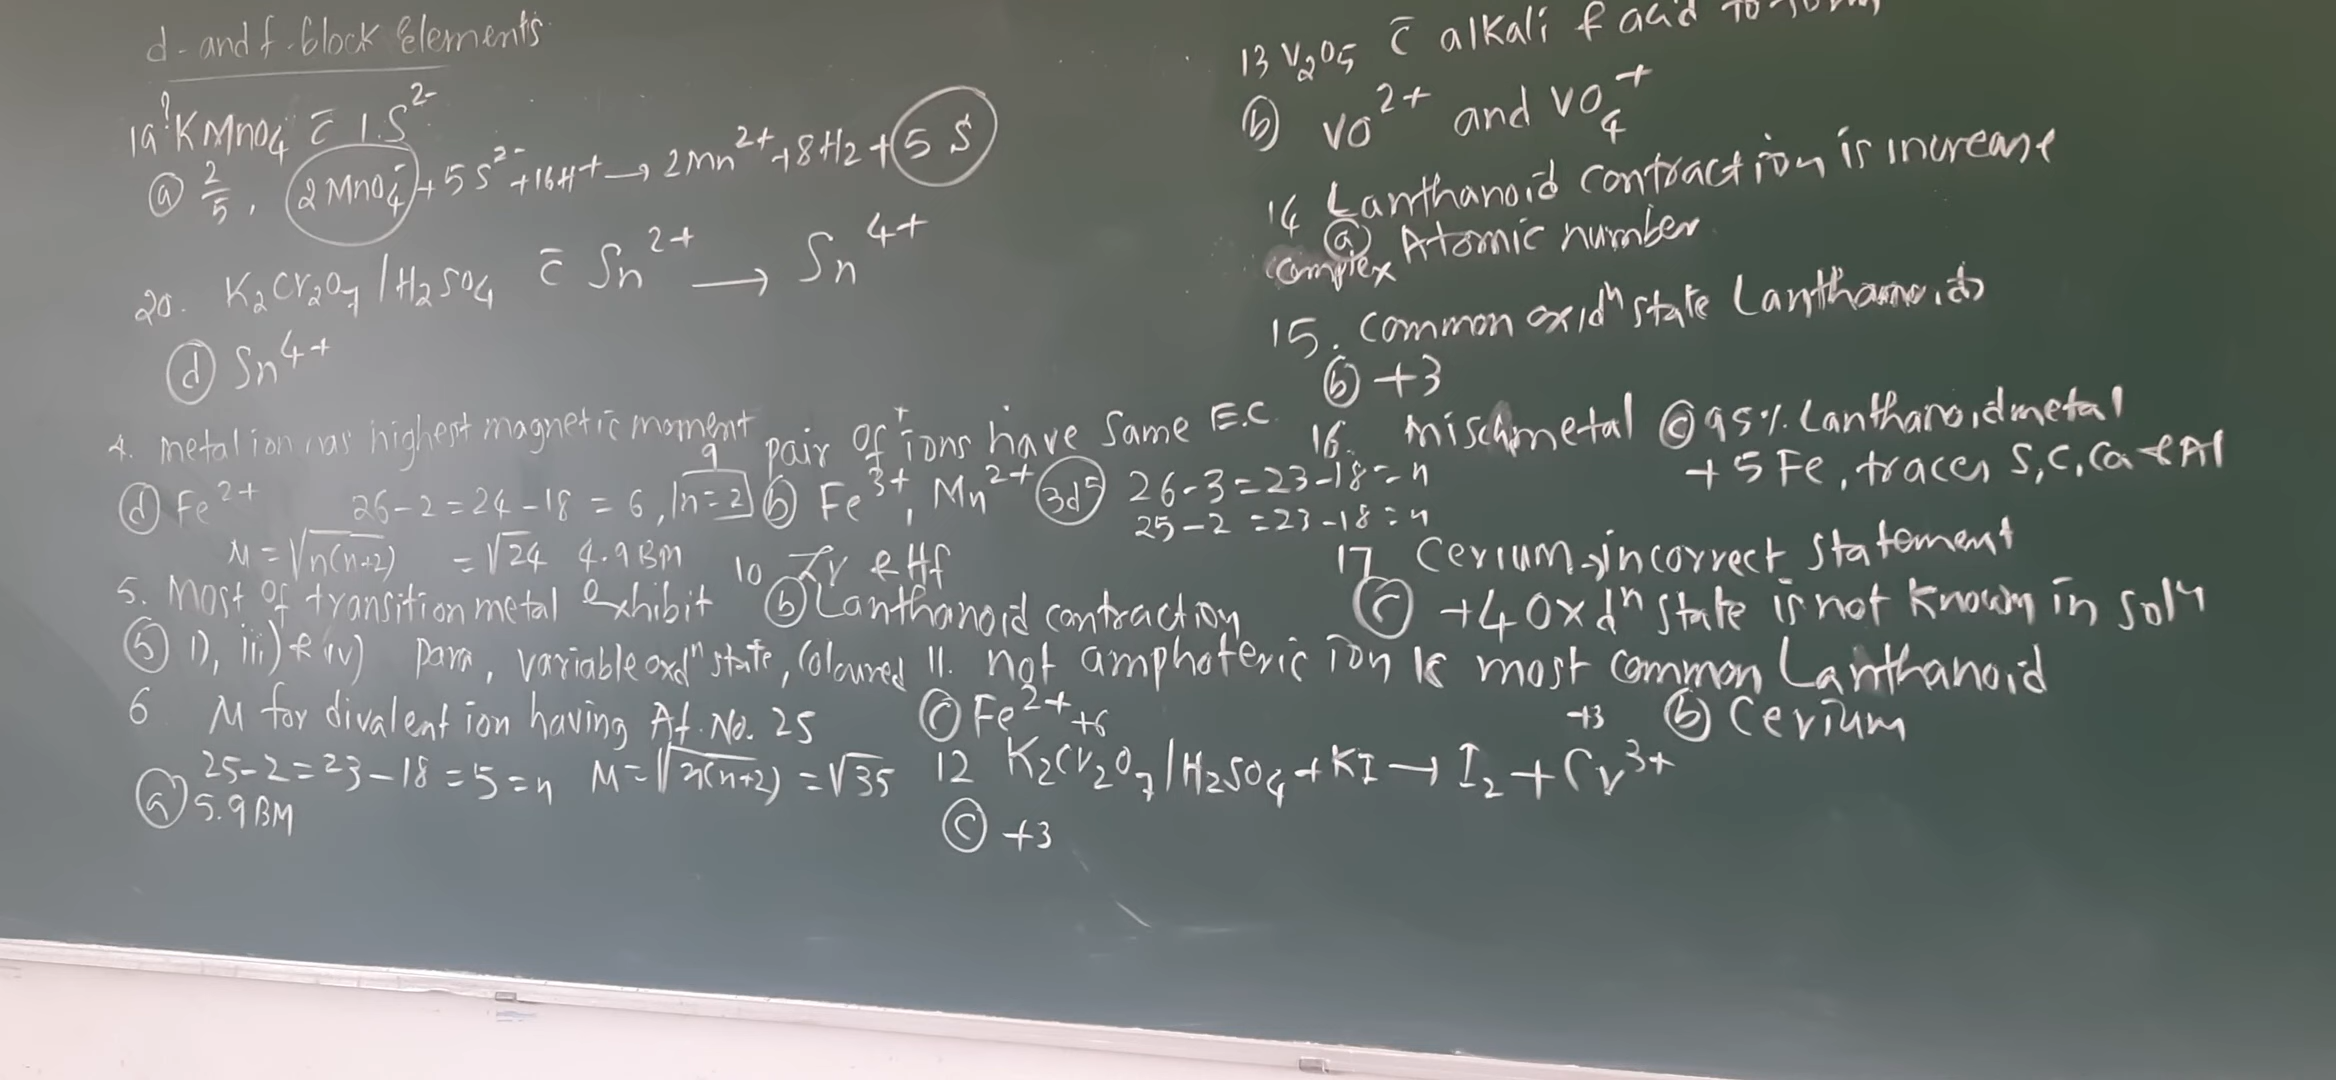 d- and f-block Elements.
19 KMnO4 c̄ 1. S²⁻
(a) 2/5, 2MnO4⁻ + 5S²⁻ + 16H⁺ → 2Mn²⁺ + 8H2 + 5 S
20. K2Cr2O7 / H2SO4 c̄ Sn²⁺ → Sn⁴⁺
(d) Sn⁴⁺
4. metal ion has highest magnetic moment
(d) Fe²⁺ 26-2=24-18=6, n=2
M=√n(n+2) =√24 4.9BM
5. Most of transition metal exhibit
(b) i), iii) & iv) para, variable oxdⁿ state, coloured
6 M for divalent ion having At. No. 25
25-2=23-18=5=n M=√n(n+2) =√35
(a) 5.9BM
9 pair of ions have same E.C.
(b) Fe³⁺, Mn²⁺ 3d⁵ 26-3=23-18=n
25-2=23-18=n
10 Zr & Hf
(b) Lanthanoid contraction
11. not amphoteric ion
(c) Fe²⁺
12 K2Cr2O7 / H2SO4 + KI → I2 + Cr³⁺
+6 +3
(c) +3
13 V2O5 c̄ alkali & acid to form
(b) VO²⁺ and VO4⁺
14 Lanthanoid contraction is increase
(a) Atomic number
complex
15. common oxidⁿ state Lanthanoids
(b) +3
16. mischmetal (c) 95% Lanthanoid metal
+ 5 Fe, traces S, C, Ca & Al
17 Cerium → incorrect statement
(c) +4 Oxdⁿ state is not known in solⁿ
18 most common Lanthanoid
(b) Cerium